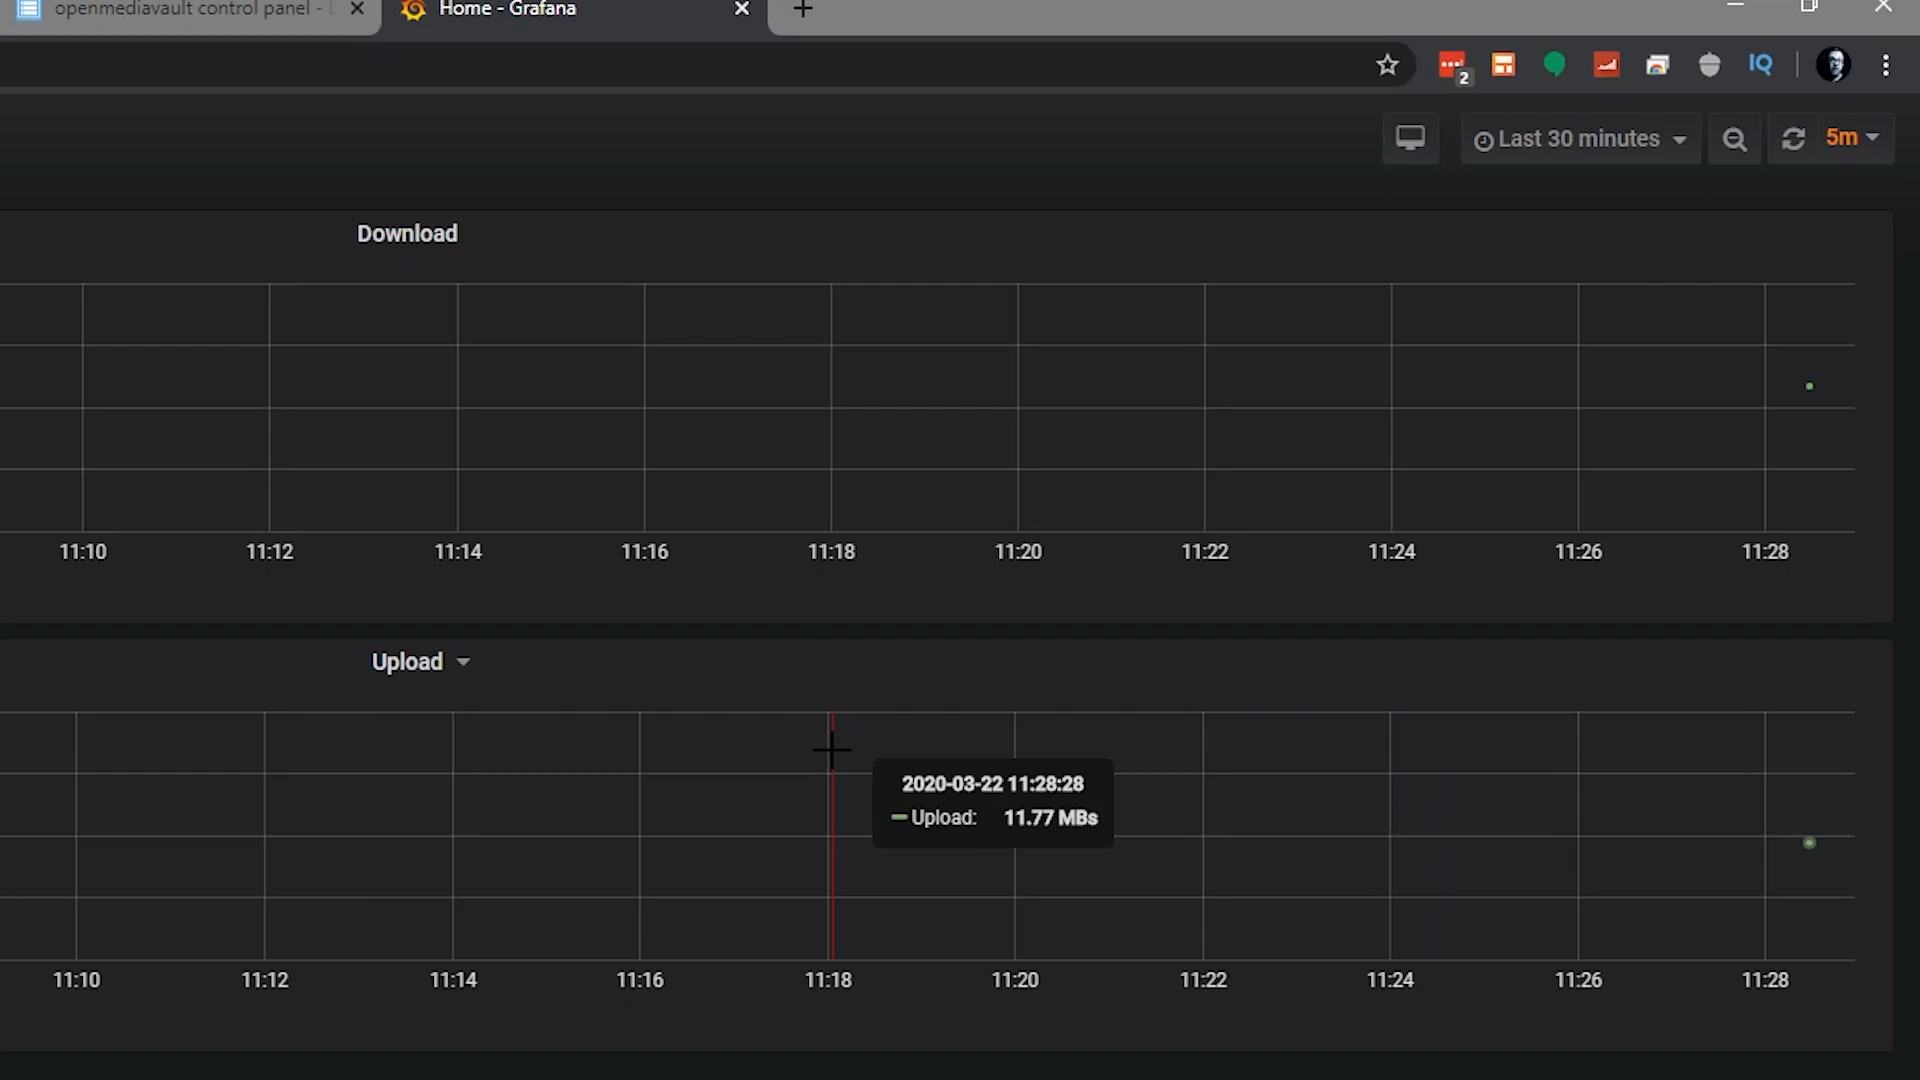 openmediavault control panel -
Home - Grafana
2
IQ
Last 30 minutes
5m
Download
11:10 11:12 11:14 11:16 11:18 11:20 11:22 11:24 11:26 11:28
Upload
2020-03-22 11:28:28
Upload: 11.77 MBs
11:10 11:12 11:14 11:16 11:18 11:20 11:22 11:24 11:26 11:28